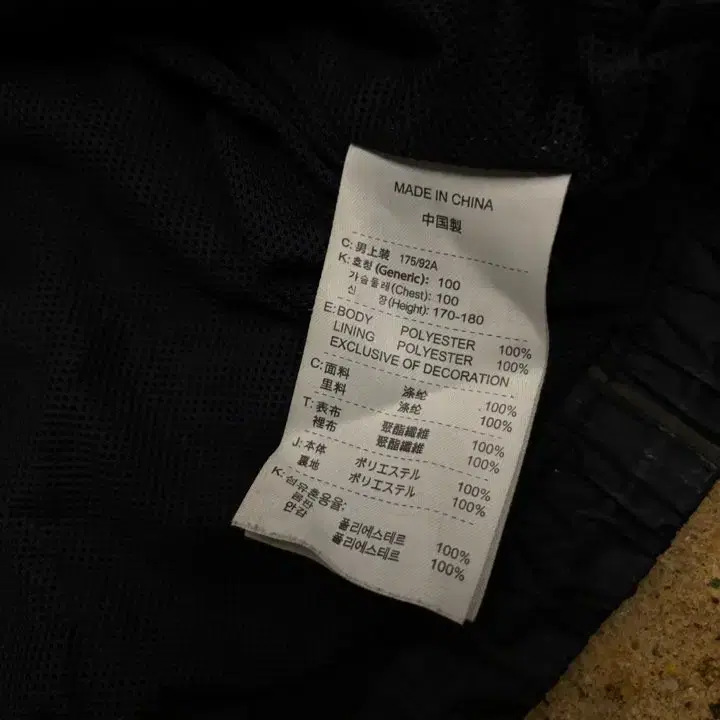 MADE IN CHINA
中国製
C: 男上装 175/92A
K: 호칭 (Generic): 100
가슴둘레(Chest): 100
신 장(Height): 170-180
E: BODY POLYESTER 100%
LINING POLYESTER 100%
EXCLUSIVE OF DECORATION
C: 面料 涤纶 100%
里料 涤纶 100%
T: 表布 聚酯纖維 100%
裡布 聚酯纖維 100%
J: 本体 ポリエステル 100%
裏地 ポリエステル 100%
K: 섬유혼용율:
몸판 폴리에스테르 100%
안감 폴리에스테르 100%